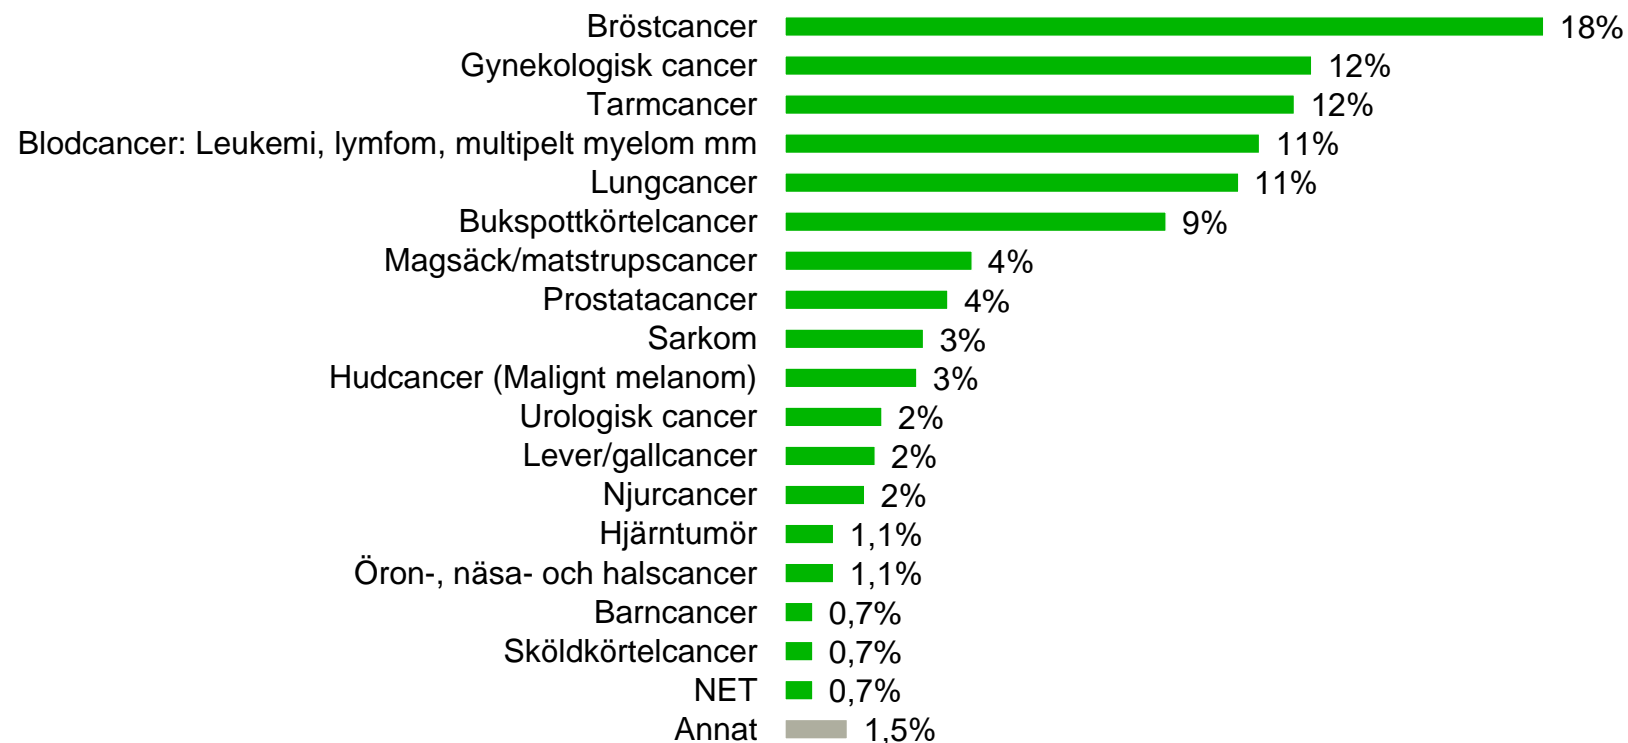 Bröstcancer 18%
Gynekologisk cancer 12%
Tarmcancer 12%
Blodcancer: Leukemi, lymfom, multipelt myelom mm 11%
Lungcancer 11%
Bukspottkörtelcancer 9%
Magsäck/matstrupscancer 4%
Prostatacancer 4%
Sarkom 3%
Hudcancer (Malignt melanom) 3%
Urologisk cancer 2%
Lever/gallcancer 2%
Njurcancer 2%
Hjärntumör 1,1%
Öron-, näsa- och halscancer 1,1%
Barncancer 0,7%
Sköldkörtelcancer 0,7%
NET 0,7%
Annat 1,5%